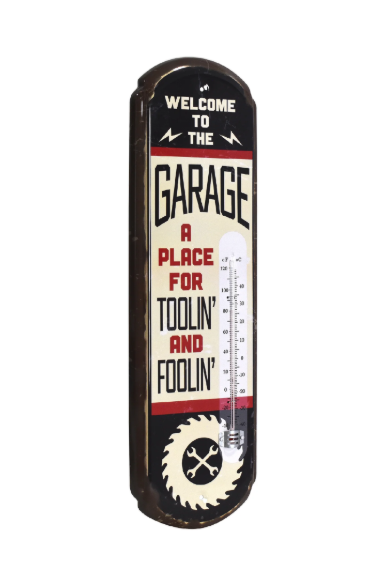 WELCOME
TO
THE
GARAGE
A
PLACE
FOR
TOOLIN'
AND
FOOLIN'